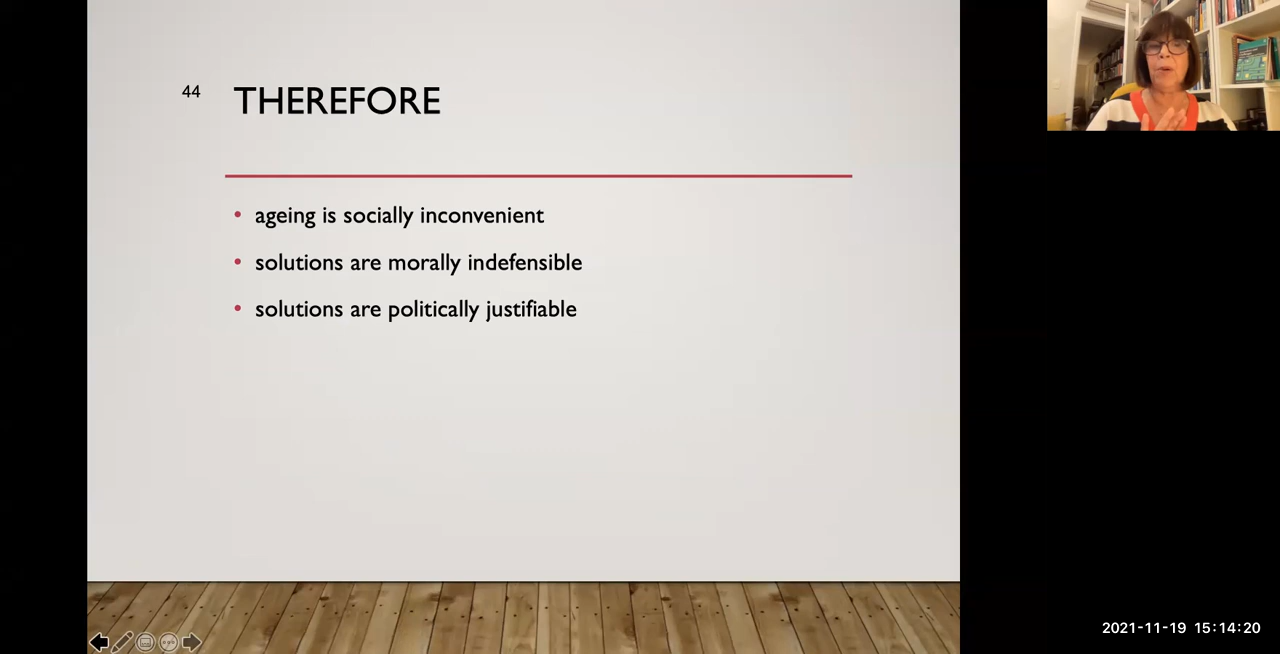 44
THEREFORE
ageing is socially inconvenient
solutions are morally indefensible
solutions are politically justifiable
2021-11-19 15:14:20